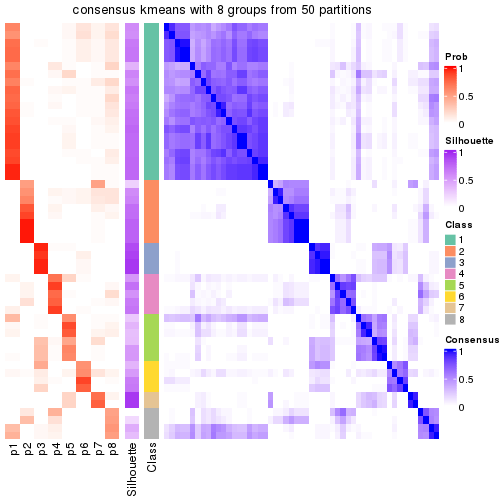 consensus kmeans with 8 groups from 50 partitions
Prob
1
0.5
0
Silhouette
1
0.5
0
Class
1
2
3
4
5
6
7
8
Consensus
1
0.5
0
p1
p2
p3
p4
p5
p6
p7
p8
Silhouette
Class